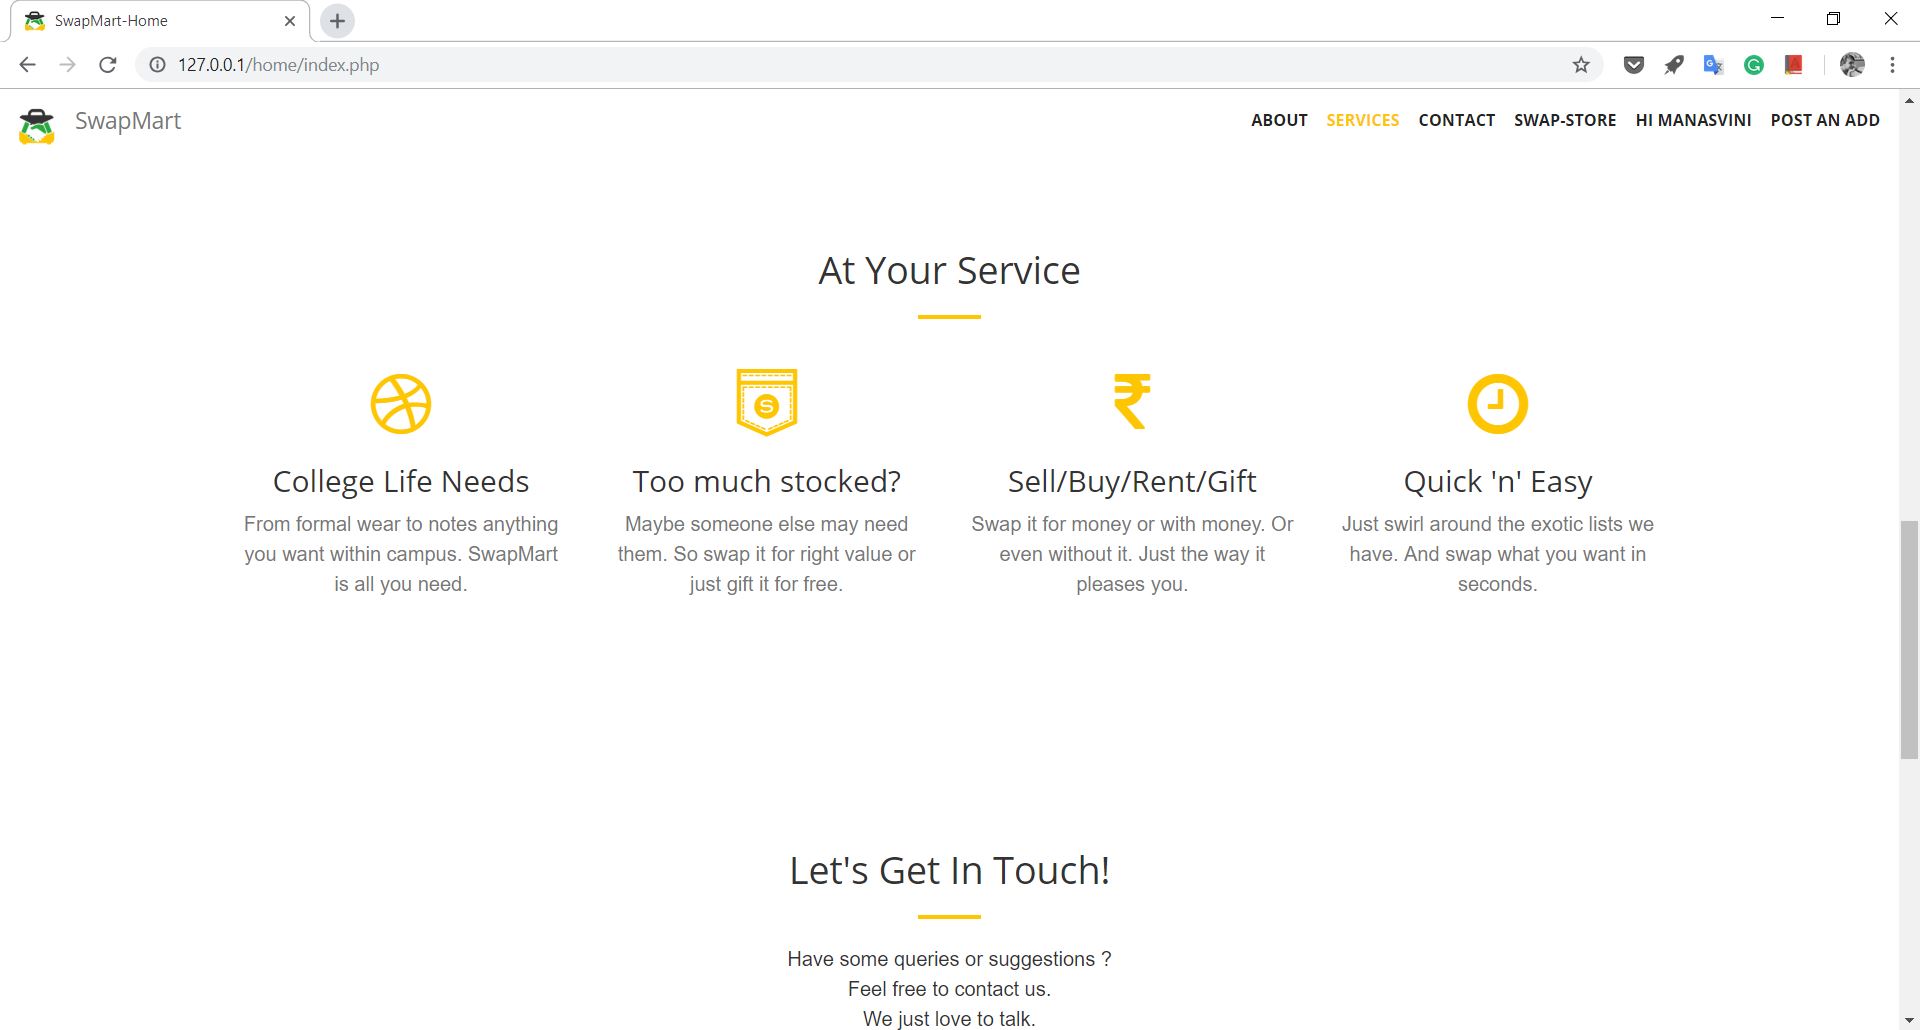 SwapMart-Home
127.0.0.1/home/index.php
SwapMart
ABOUT SERVICES CONTACT SWAP-STORE HI MANASVINI POST AN ADD
At Your Service
S
College Life Needs
From formal wear to notes anything
you want within campus. SwapMart
is all you need.
Too much stocked?
Maybe someone else may need
them. So swap it for right value or
just gift it for free.
Sell/Buy/Rent/Gift
Swap it for money or with money. Or
even without it. Just the way it
pleases you.
Quick 'n' Easy
Just swirl around the exotic lists we
have. And swap what you want in
seconds.
Let's Get In Touch!
Have some queries or suggestions ?
Feel free to contact us.
We just love to talk.